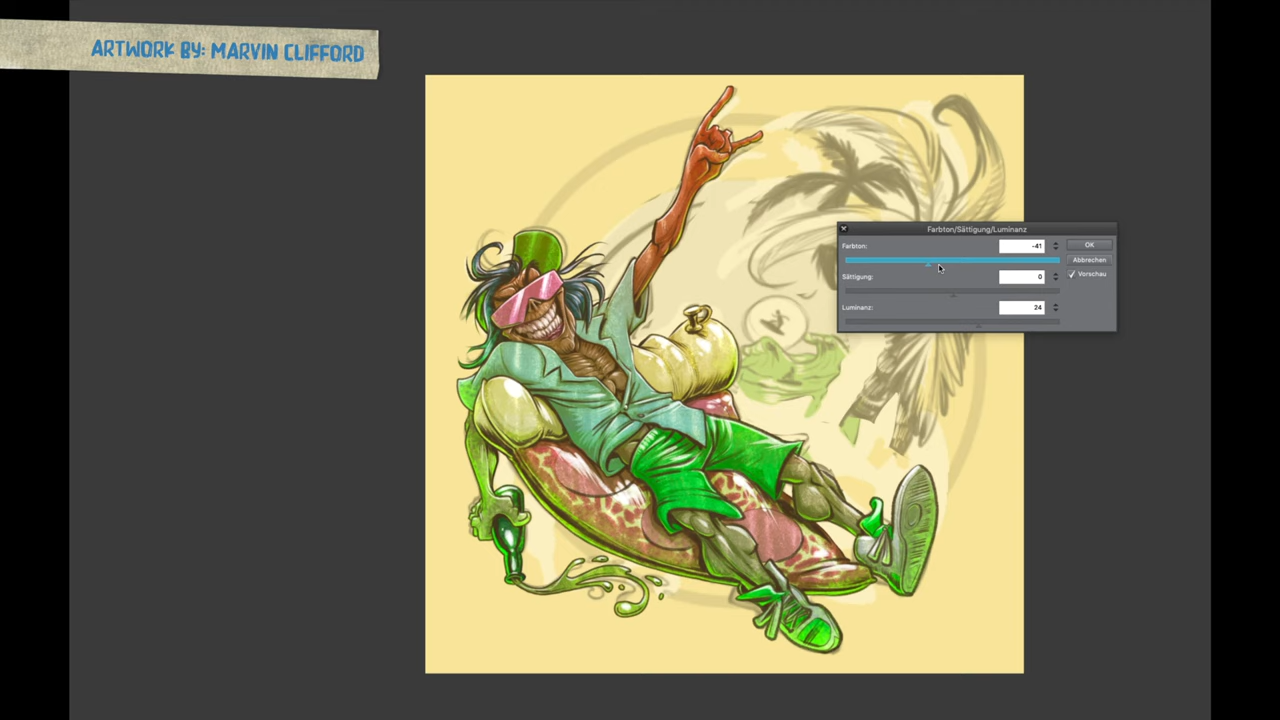 ARTWORK BY: MARVIN CLIFFORD
Farbton/Sättigung/Luminanz
Farbton: -41 OK
Abbrechen
Sättigung: 0 Vorschau
Luminanz: 24